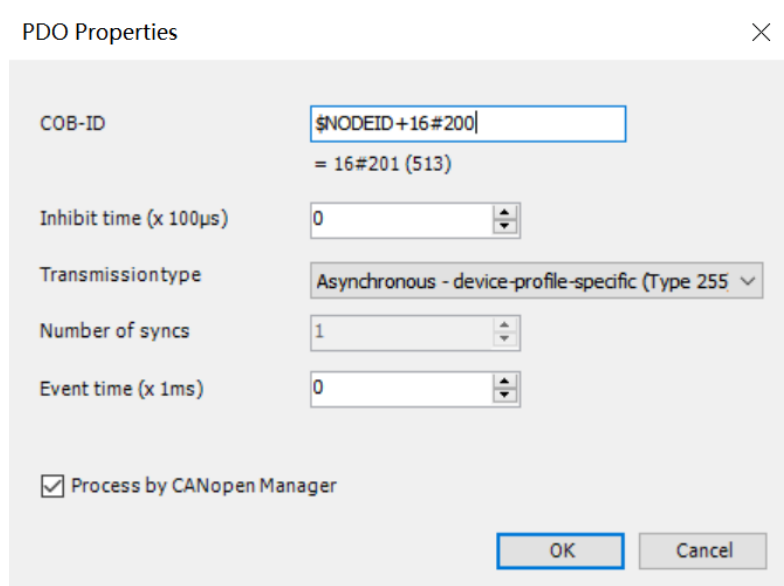 PDO Properties
COB-ID
$NODEID+16#200
= 16#201 (513)
Inhibit time (x 100µs)
0
Transmissiontype
Asynchronous - device-profile-specific (Type 255
Number of syncs
1
Event time (x 1ms)
0
Process by CANopen Manager
OK
Cancel